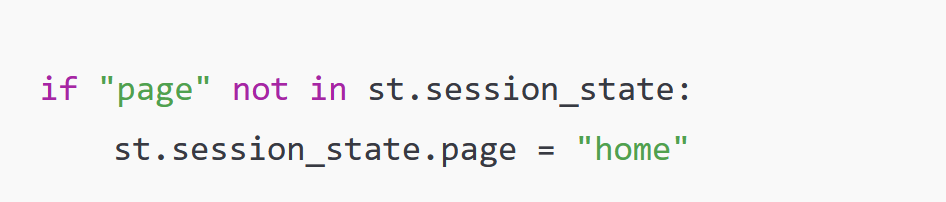 if "page" not in st.session_state:
    st.session_state.page = "home"